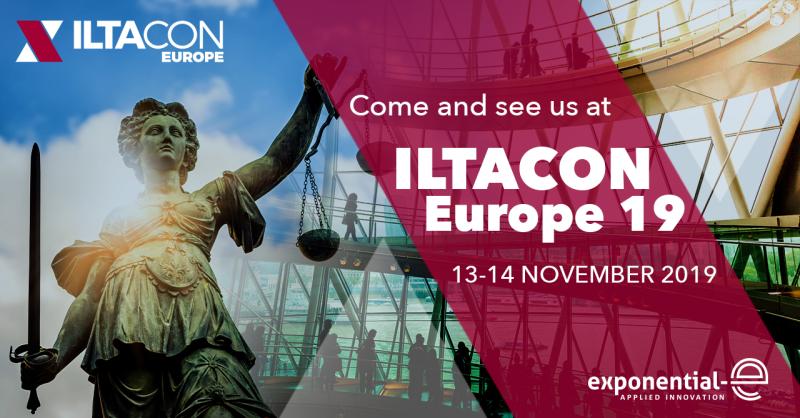 ILTACON
EUROPE
Come and see us at
ILTACON
Europe 19
13-14 NOVEMBER 2019
exponential-e
APPLIED INNOVATION